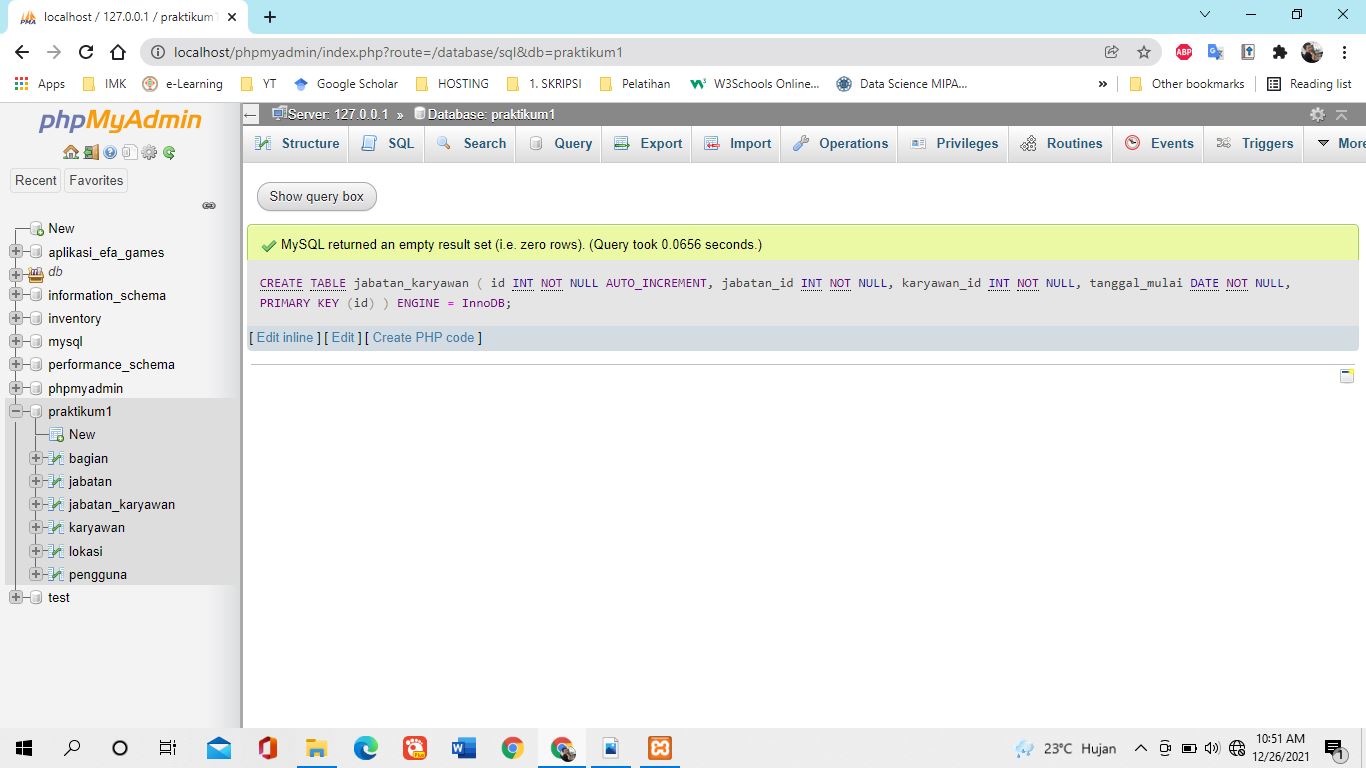 localhost / 127.0.0.1 / praktikum1
localhost/phpmyadmin/index.php?route=/database/sql&db=praktikum1
Apps IMK e-Learning YT Google Scholar HOSTING 1. SKRIPSI Pelatihan W3Schools Online... Data Science MIPA... » Other bookmarks Reading list
phpMyAdmin
Recent Favorites
New
aplikasi_efa_games
db
information_schema
inventory
mysql
performance_schema
phpmyadmin
praktikum1
New
bagian
jabatan
jabatan_karyawan
karyawan
lokasi
pengguna
test
Server: 127.0.0.1 » Database: praktikum1
Structure SQL Search Query Export Import Operations Privileges Routines Events Triggers More
Show query box
MySQL returned an empty result set (i.e. zero rows). (Query took 0.0656 seconds.)
CREATE TABLE jabatan_karyawan ( id INT NOT NULL AUTO_INCREMENT, jabatan_id INT NOT NULL, karyawan_id INT NOT NULL, tanggal_mulai DATE NOT NULL,
PRIMARY KEY (id) ) ENGINE = InnoDB;
[ Edit inline ] [ Edit ] [ Create PHP code ]
23°C Hujan
10:51 AM
12/26/2021
1